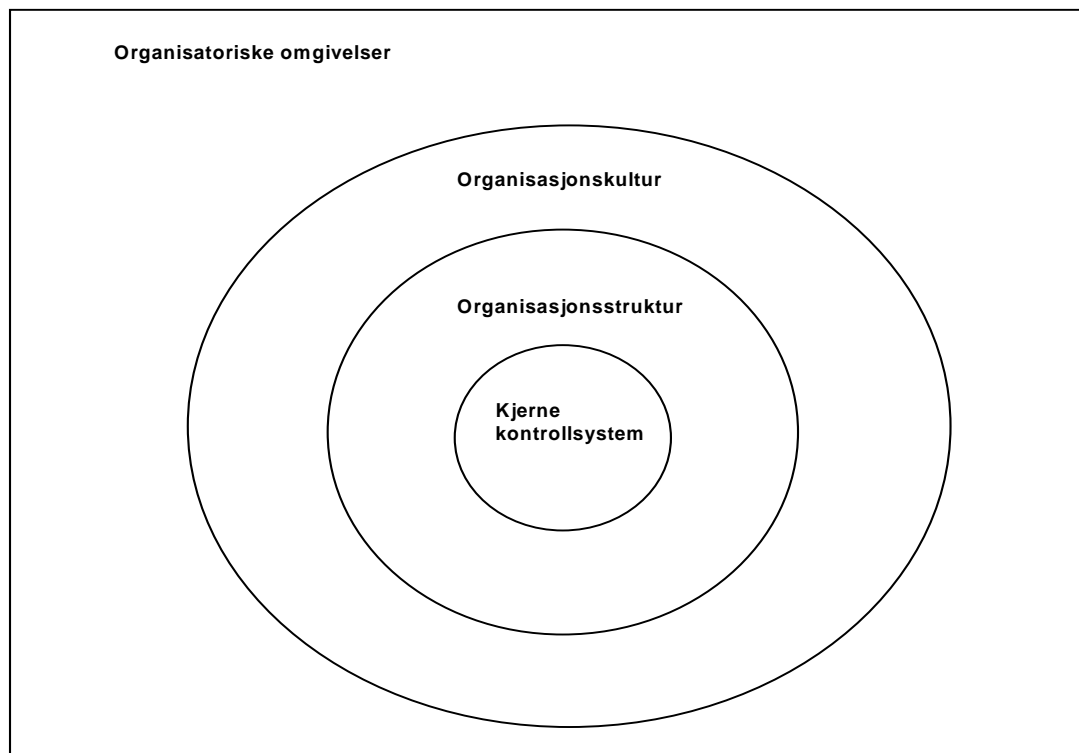 Organisatoriske omgivelser
Organisasjonskultur
Organisasjonsstruktur
Kjerne
kontrollsystem